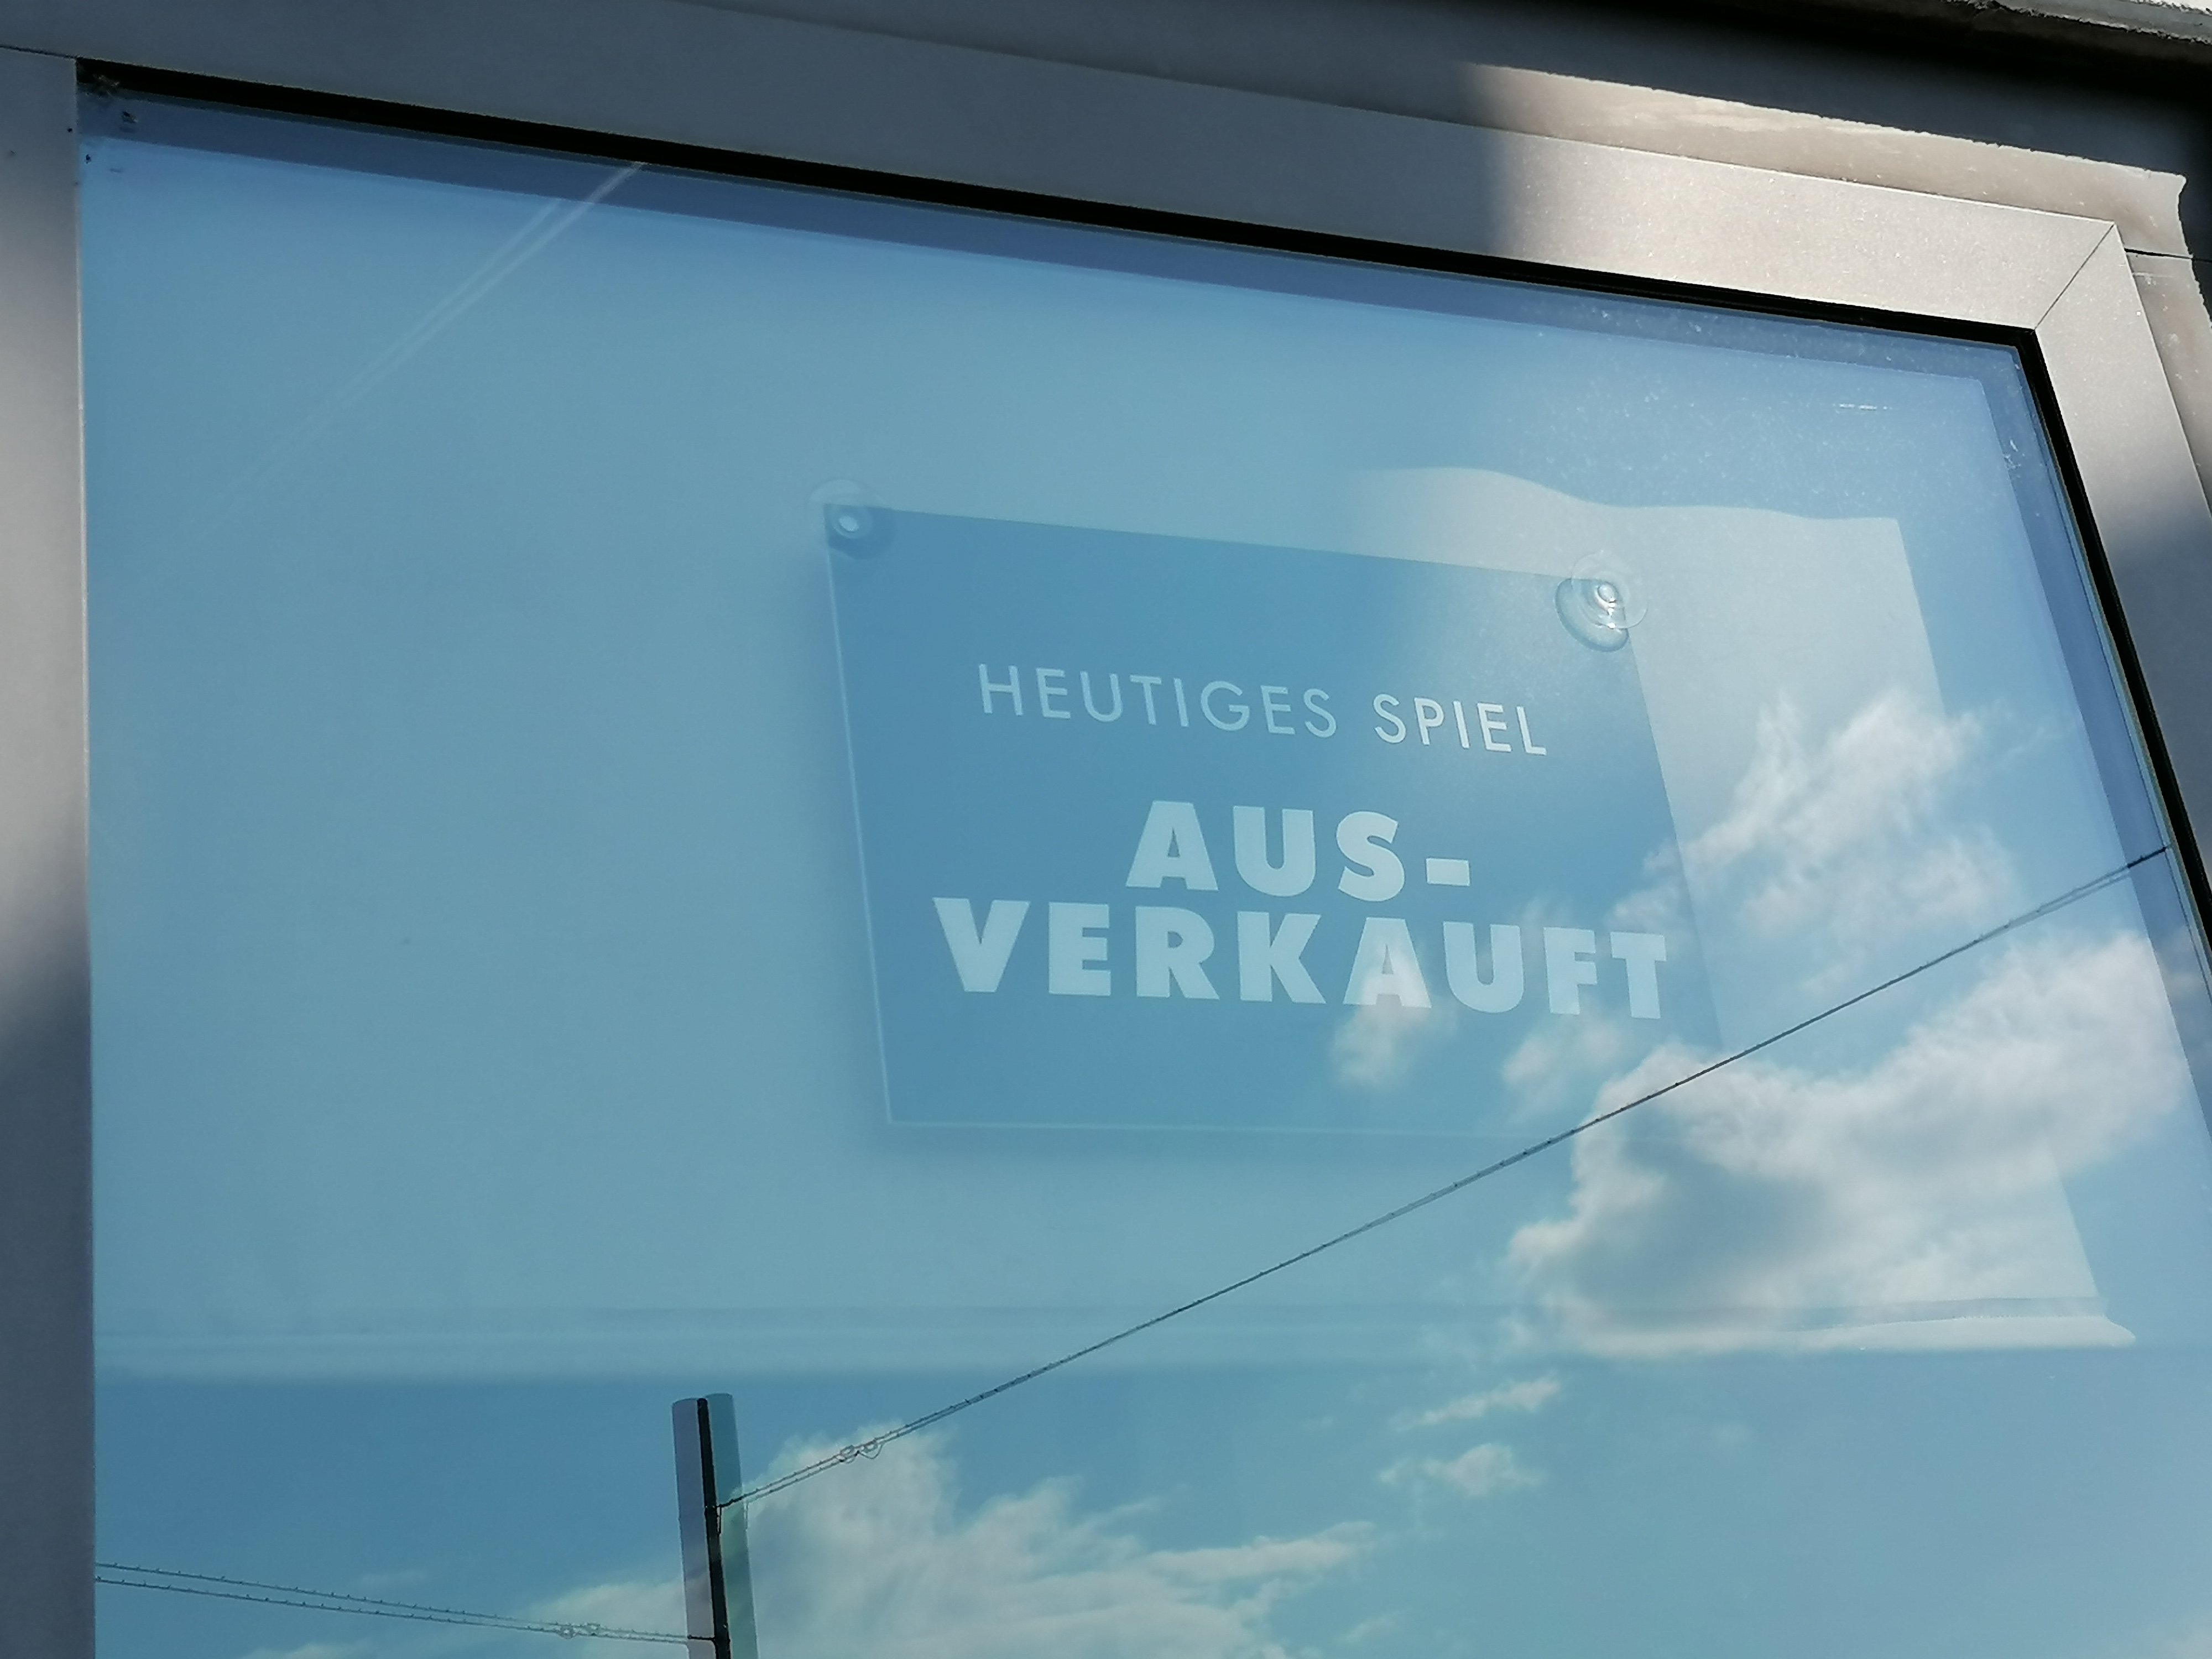 HEUTIGES SPIEL
AUS-
VERKAUFT